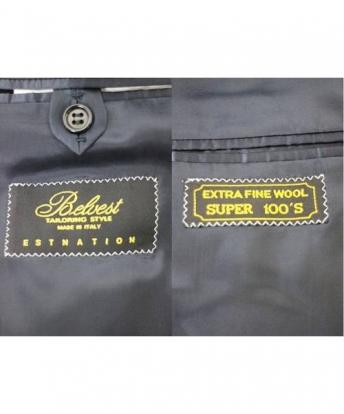 Belvest
TAILORING STYLE
MADE IN ITALY
ESTNATION
EXTRA FINE WOOL
SUPER 100'S